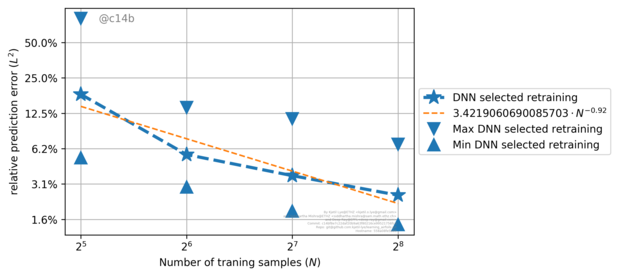 @c14b
relative prediction error (L²)
50.0%
25.0%
12.5%
6.2%
3.1%
1.6%
2⁵
2⁶
2⁷
2⁸
Number of traning samples (N)
DNN selected retraining
3.4219060690085703 · N⁻⁰·⁹²
Max DNN selected retraining
Min DNN selected retraining